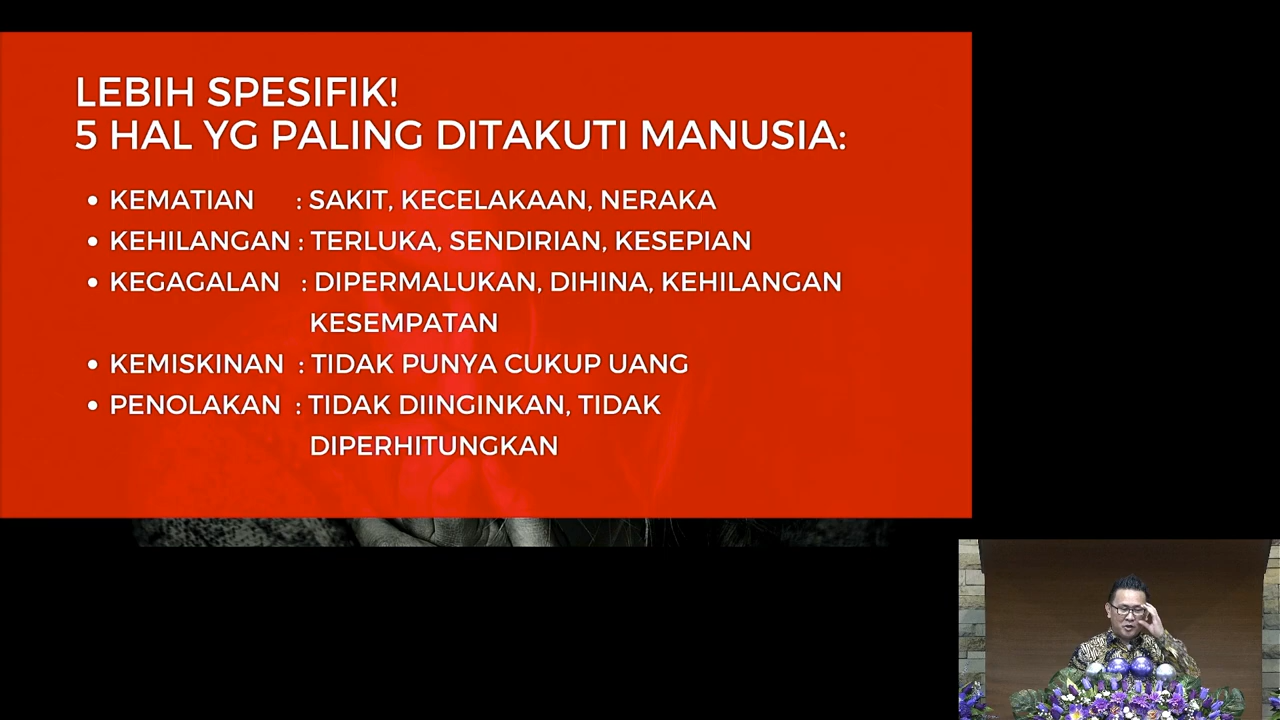 LEBIH SPESIFIK!
5 HAL YG PALING DITAKUTI MANUSIA:
• KEMATIAN : SAKIT, KECELAKAAN, NERAKA
• KEHILANGAN : TERLUKA, SENDIRIAN, KESEPIAN
• KEGAGALAN : DIPERMALUKAN, DIHINA, KEHILANGAN
KESEMPATAN
• KEMISKINAN : TIDAK PUNYA CUKUP UANG
• PENOLAKAN : TIDAK DIINGINKAN, TIDAK
DIPERHITUNGKAN